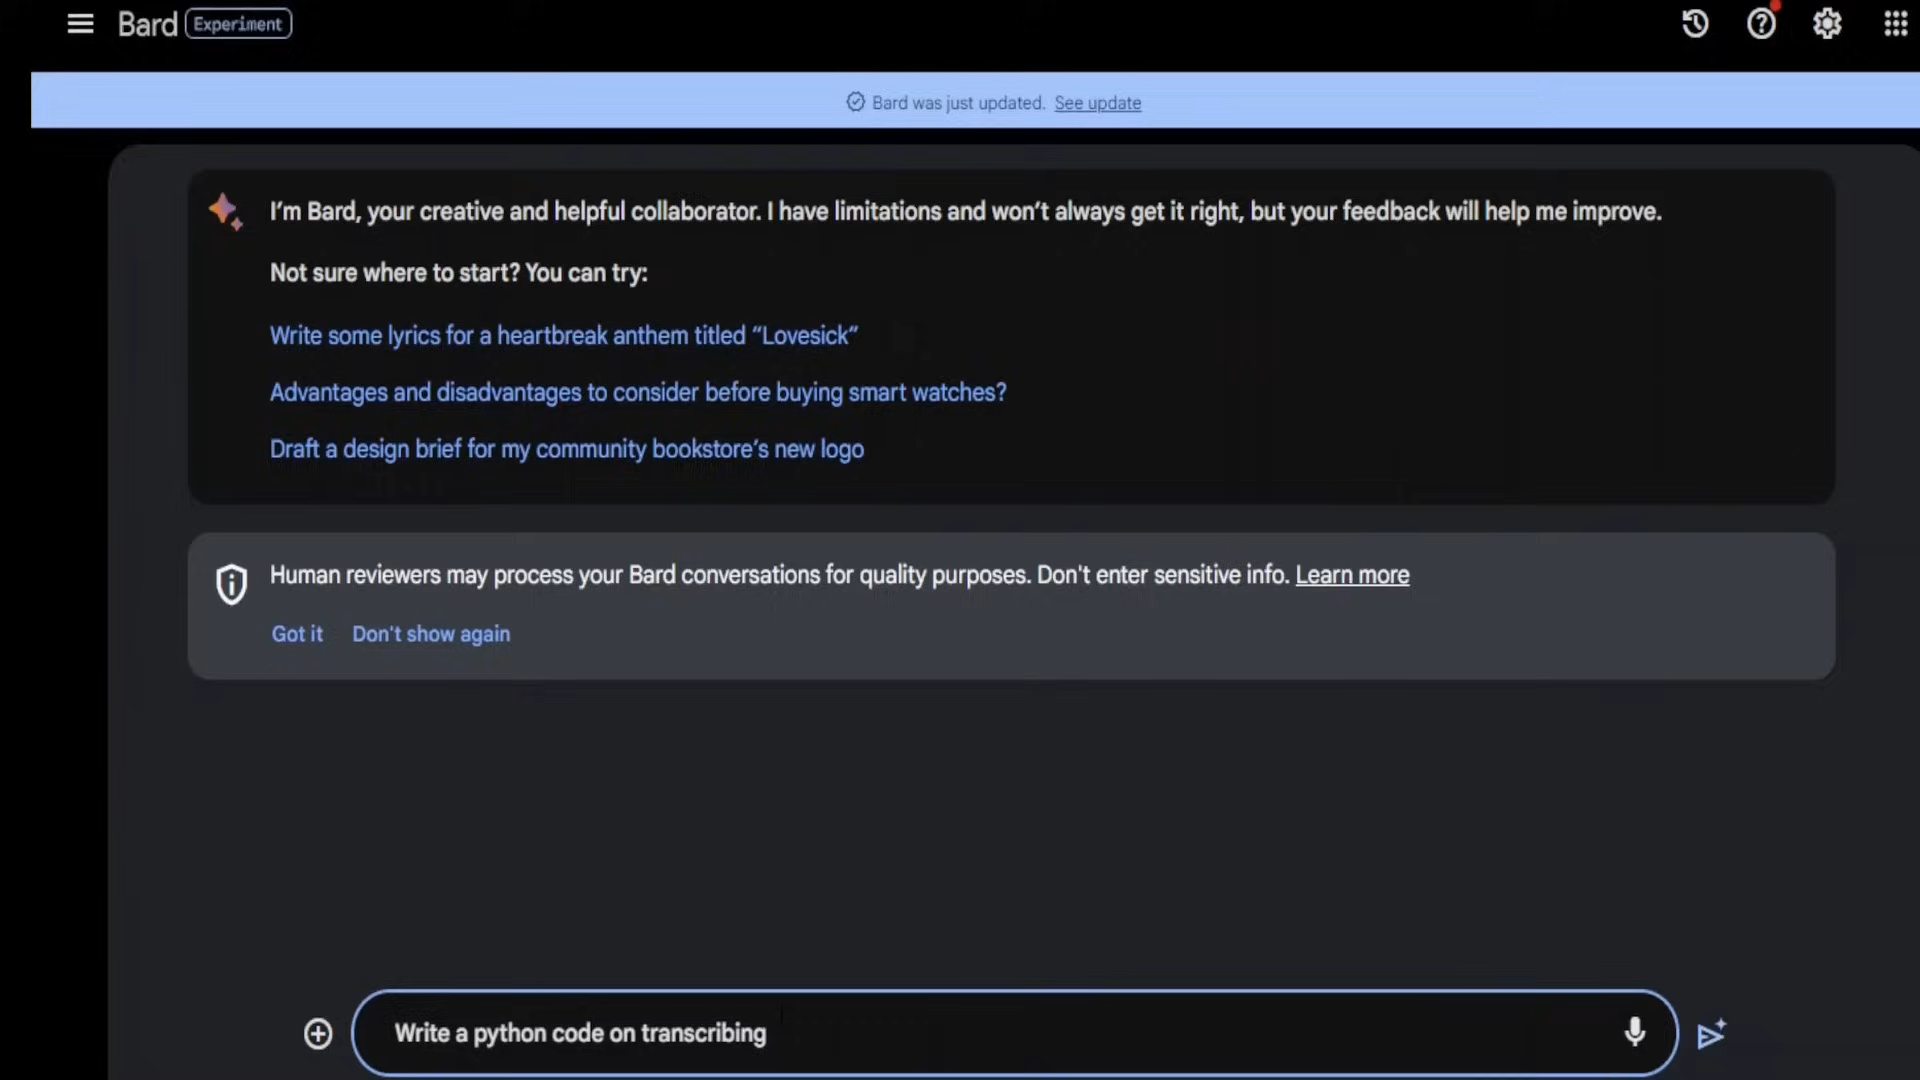 Bard Experiment
Bard was just updated. See update
I’m Bard, your creative and helpful collaborator. I have limitations and won’t always get it right, but your feedback will help me improve.
Not sure where to start? You can try:
Write some lyrics for a heartbreak anthem titled “Lovesick”
Advantages and disadvantages to consider before buying smart watches?
Draft a design brief for my community bookstore’s new logo
Human reviewers may process your Bard conversations for quality purposes. Don't enter sensitive info. Learn more
Got it Don't show again
Write a python code on transcribing